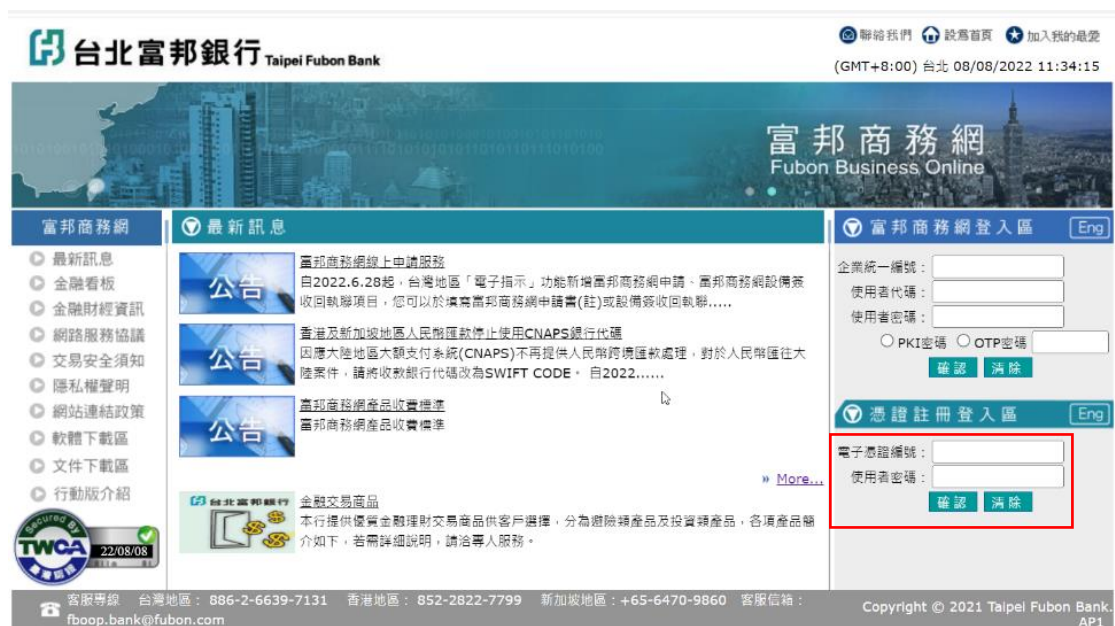 台北富邦銀行 Taipei Fubon Bank
聯絡我們 設為首頁 加入我的最愛
(GMT+8:00) 台北 08/08/2022 11:34:15
富邦商務網
Fubon Business Online
富邦商務網
最新訊息
金融看板
金融財經資訊
網路服務協議
交易安全須知
隱私權聲明
網站連結政策
軟體下載區
文件下載區
行動版介紹
Secured by
TWCA
22/08/08
最新訊息
公告
富邦商務網線上申請服務
自2022.6.28起，台灣地區「電子指示」功能新增富邦商務網申請、富邦商務網設備簽
收回執聯項目，您可以於填寫富邦商務網申請書(註)或設備簽收回執聯.....
公告
香港及新加坡地區人民幣匯款停止使用CNAPS銀行代碼
因應大陸地區大額支付系統(CNAPS)不再提供人民幣跨境匯款處理，對於人民幣匯往大
陸案件，請將收款銀行代碼改為SWIFT CODE。 自2022......
公告
富邦商務網產品收費標準
富邦商務網產品收費標準
» More...
台北富邦銀行
金融交易商品
本行提供優質金融理財交易商品供客戶選擇，分為避險類產品及投資類產品，各項產品簡
介如下，若需詳細說明，請洽專人服務。
富邦商務網登入區 Eng
企業統一編號：
使用者代碼：
使用者密碼：
PKI密碼 OTP密碼
確認 清除
憑證註冊登入區 Eng
電子憑證編號：
使用者密碼：
確認 清除
客服專線 台灣地區：886-2-6639-7131 香港地區：852-2822-7799 新加坡地區：+65-6470-9860 客服信箱：
fboop.bank@fubon.com
Copyright © 2021 Taipei Fubon Bank.
AP1